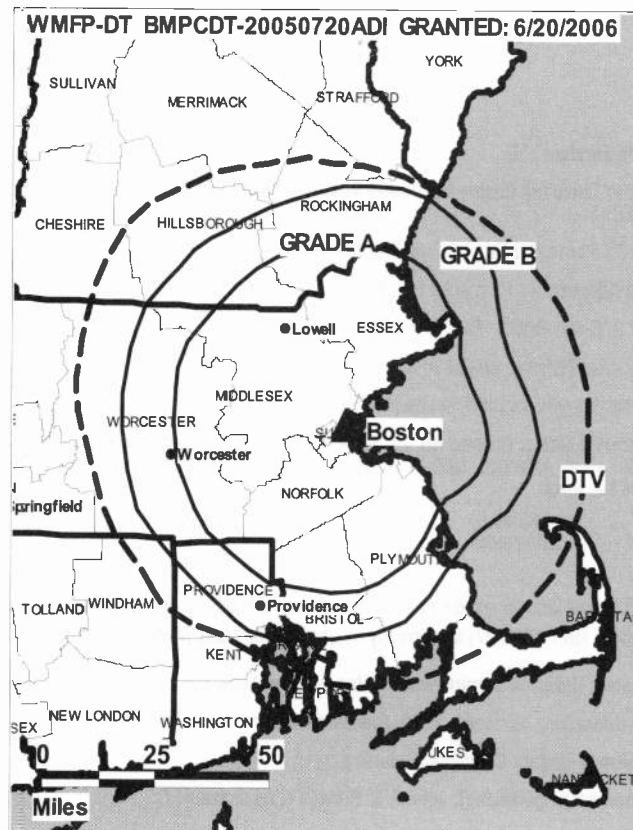 WMFP-DT BMPCDT-20050720ADI GRANTED: 6/20/2006
YORK
SULLIVAN
MERRIMACK
STRAFFORD
CHESHIRE
HILLSBOROUGH
ROCKINGHAM
GRADE A
GRADE B
Lowell
ESSEX
MIDDLESEX
WORCESTER
Boston
Worcester
DTV
NORFOLK
Springfield
PLYMOUTH
PROVIDENCE
TOLLAND
WINDHAM
Providence
BRISTOL
KENT
NEW LONDON
WASHINGTON
DUKES
NANTUCKET
0 25 50
Miles